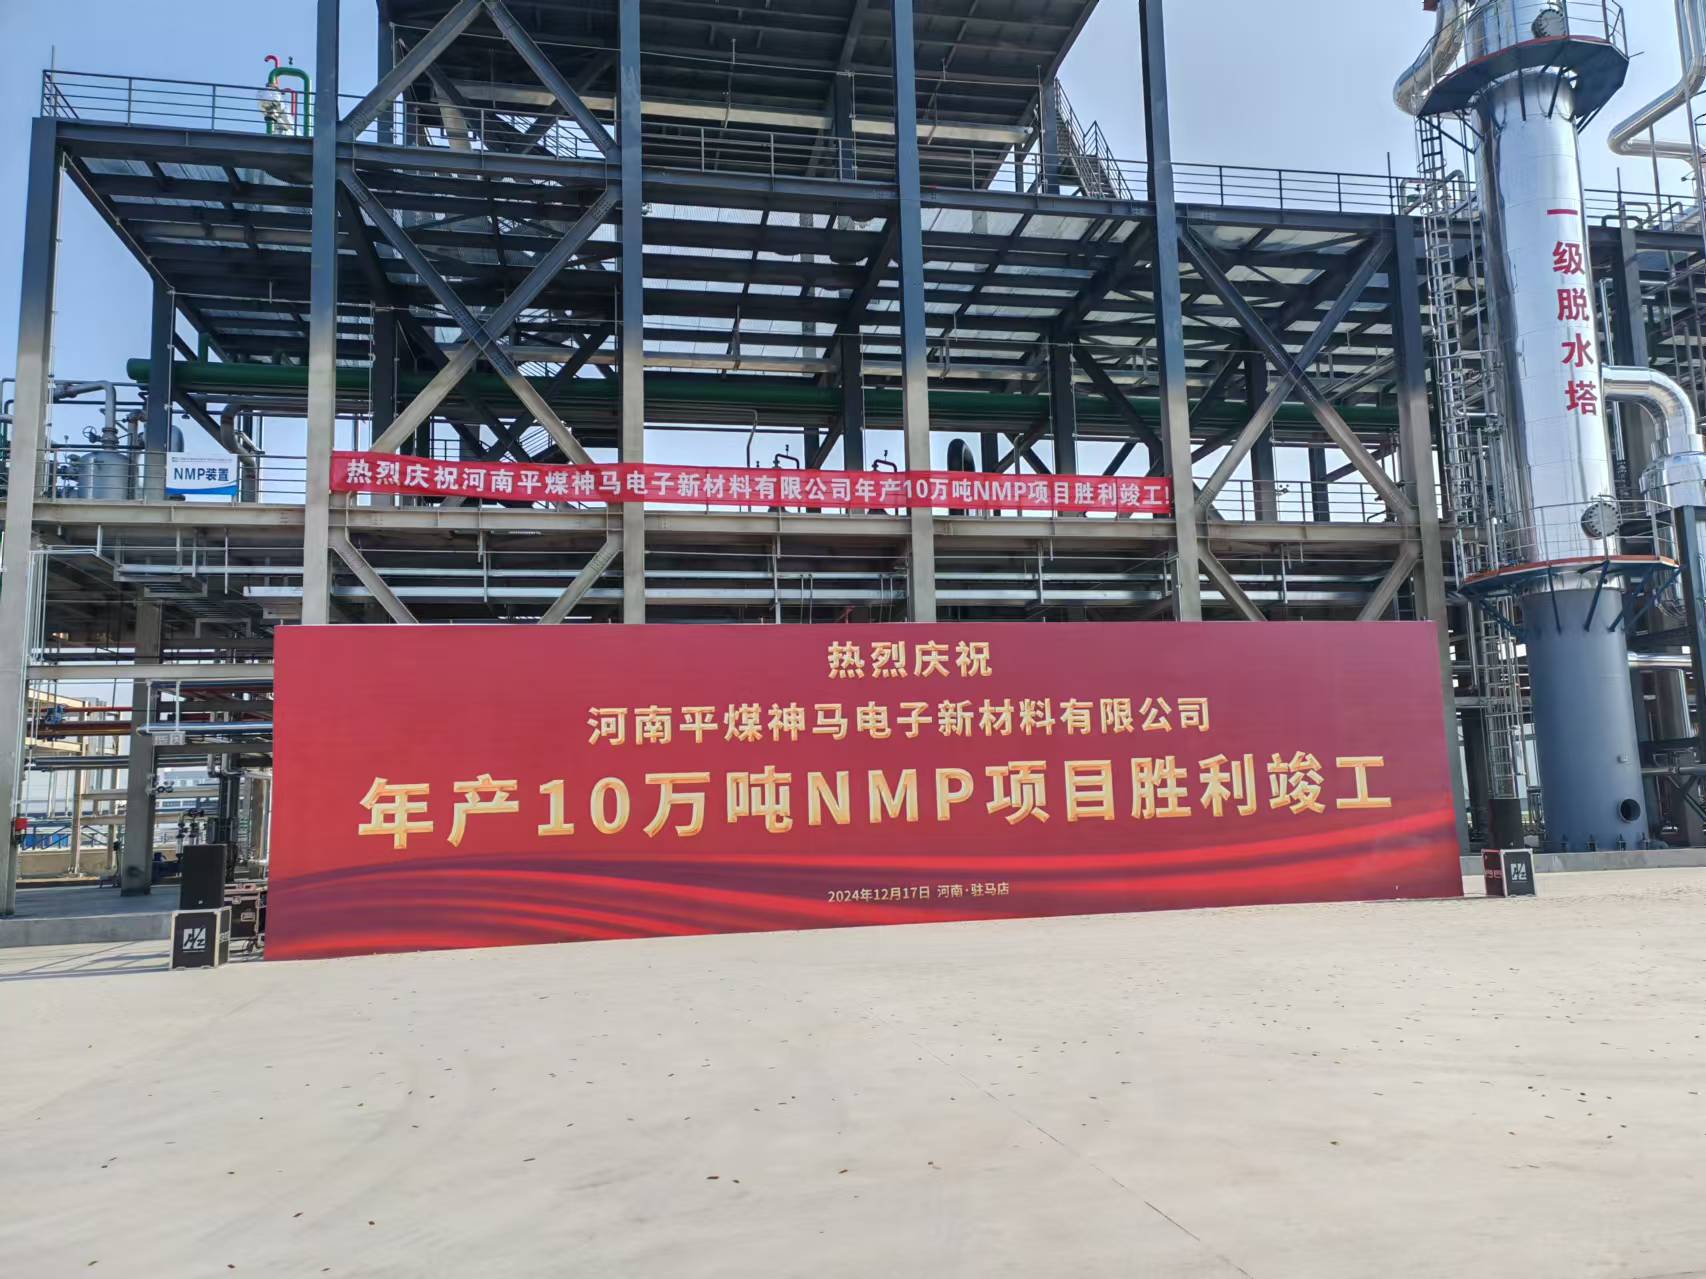 一级脱水塔
NMP装置
热烈庆祝河南平煤神马电子新材料有限公司年产10万吨NMP项目胜利竣工!
热烈庆祝
河南平煤神马电子新材料有限公司
年产10万吨NMP项目胜利竣工
2024年12月17日 河南·驻马店
HZ
HZ